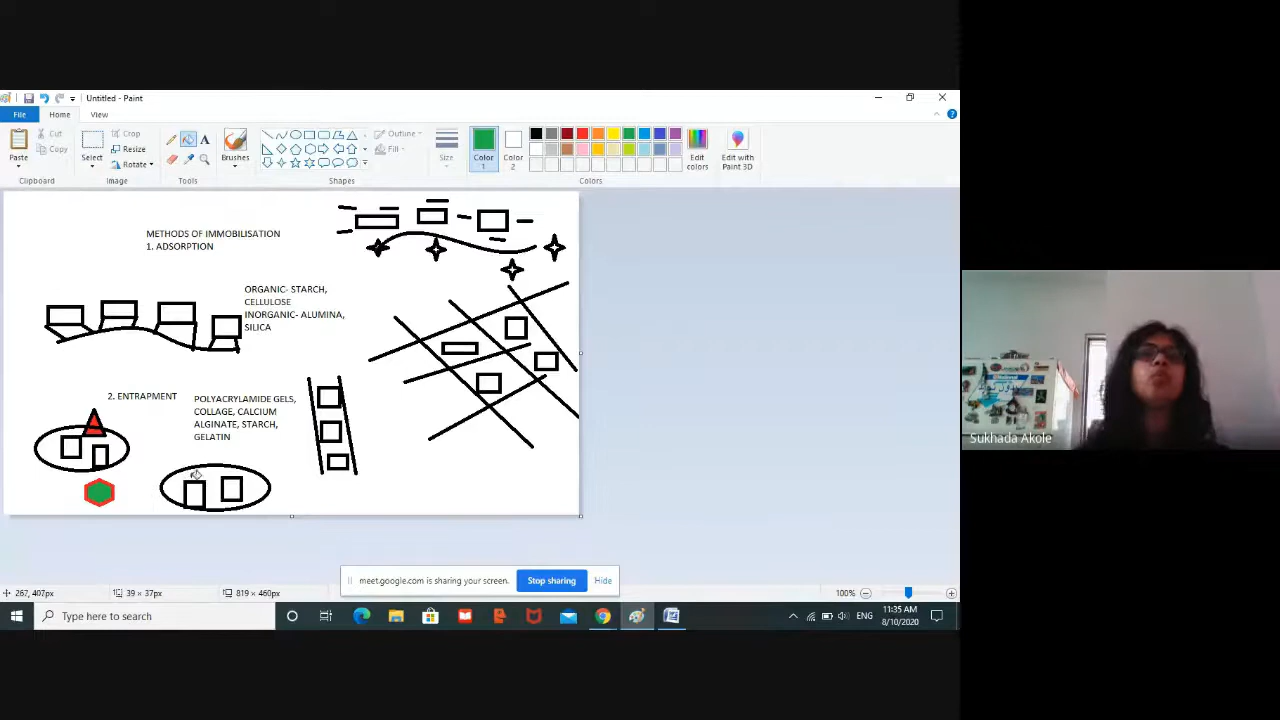 Untitled - Paint
File
Home
View
Paste
Cut
Copy
Clipboard
Select
Crop
Resize
Rotate
Image
A
Tools
Brushes
Shapes
Outline
Fill
Size
Color
1
Color
2
Edit
colors
Edit with
Paint 3D
Colors
METHODS OF IMMOBILISATION
1. ADSORPTION
ORGANIC- STARCH,
CELLULOSE
INORGANIC- ALUMINA,
SILICA
2. ENTRAPMENT
POLYACRYLAMIDE GELS,
COLLAGE, CALCIUM
ALGINATE, STARCH,
GELATIN
Sukhada Akole
meet.google.com is sharing your screen.
Stop sharing
Hide
267, 407px
39 × 37px
819 × 460px
100%
Type here to search
ENG
11:35 AM
8/10/2020